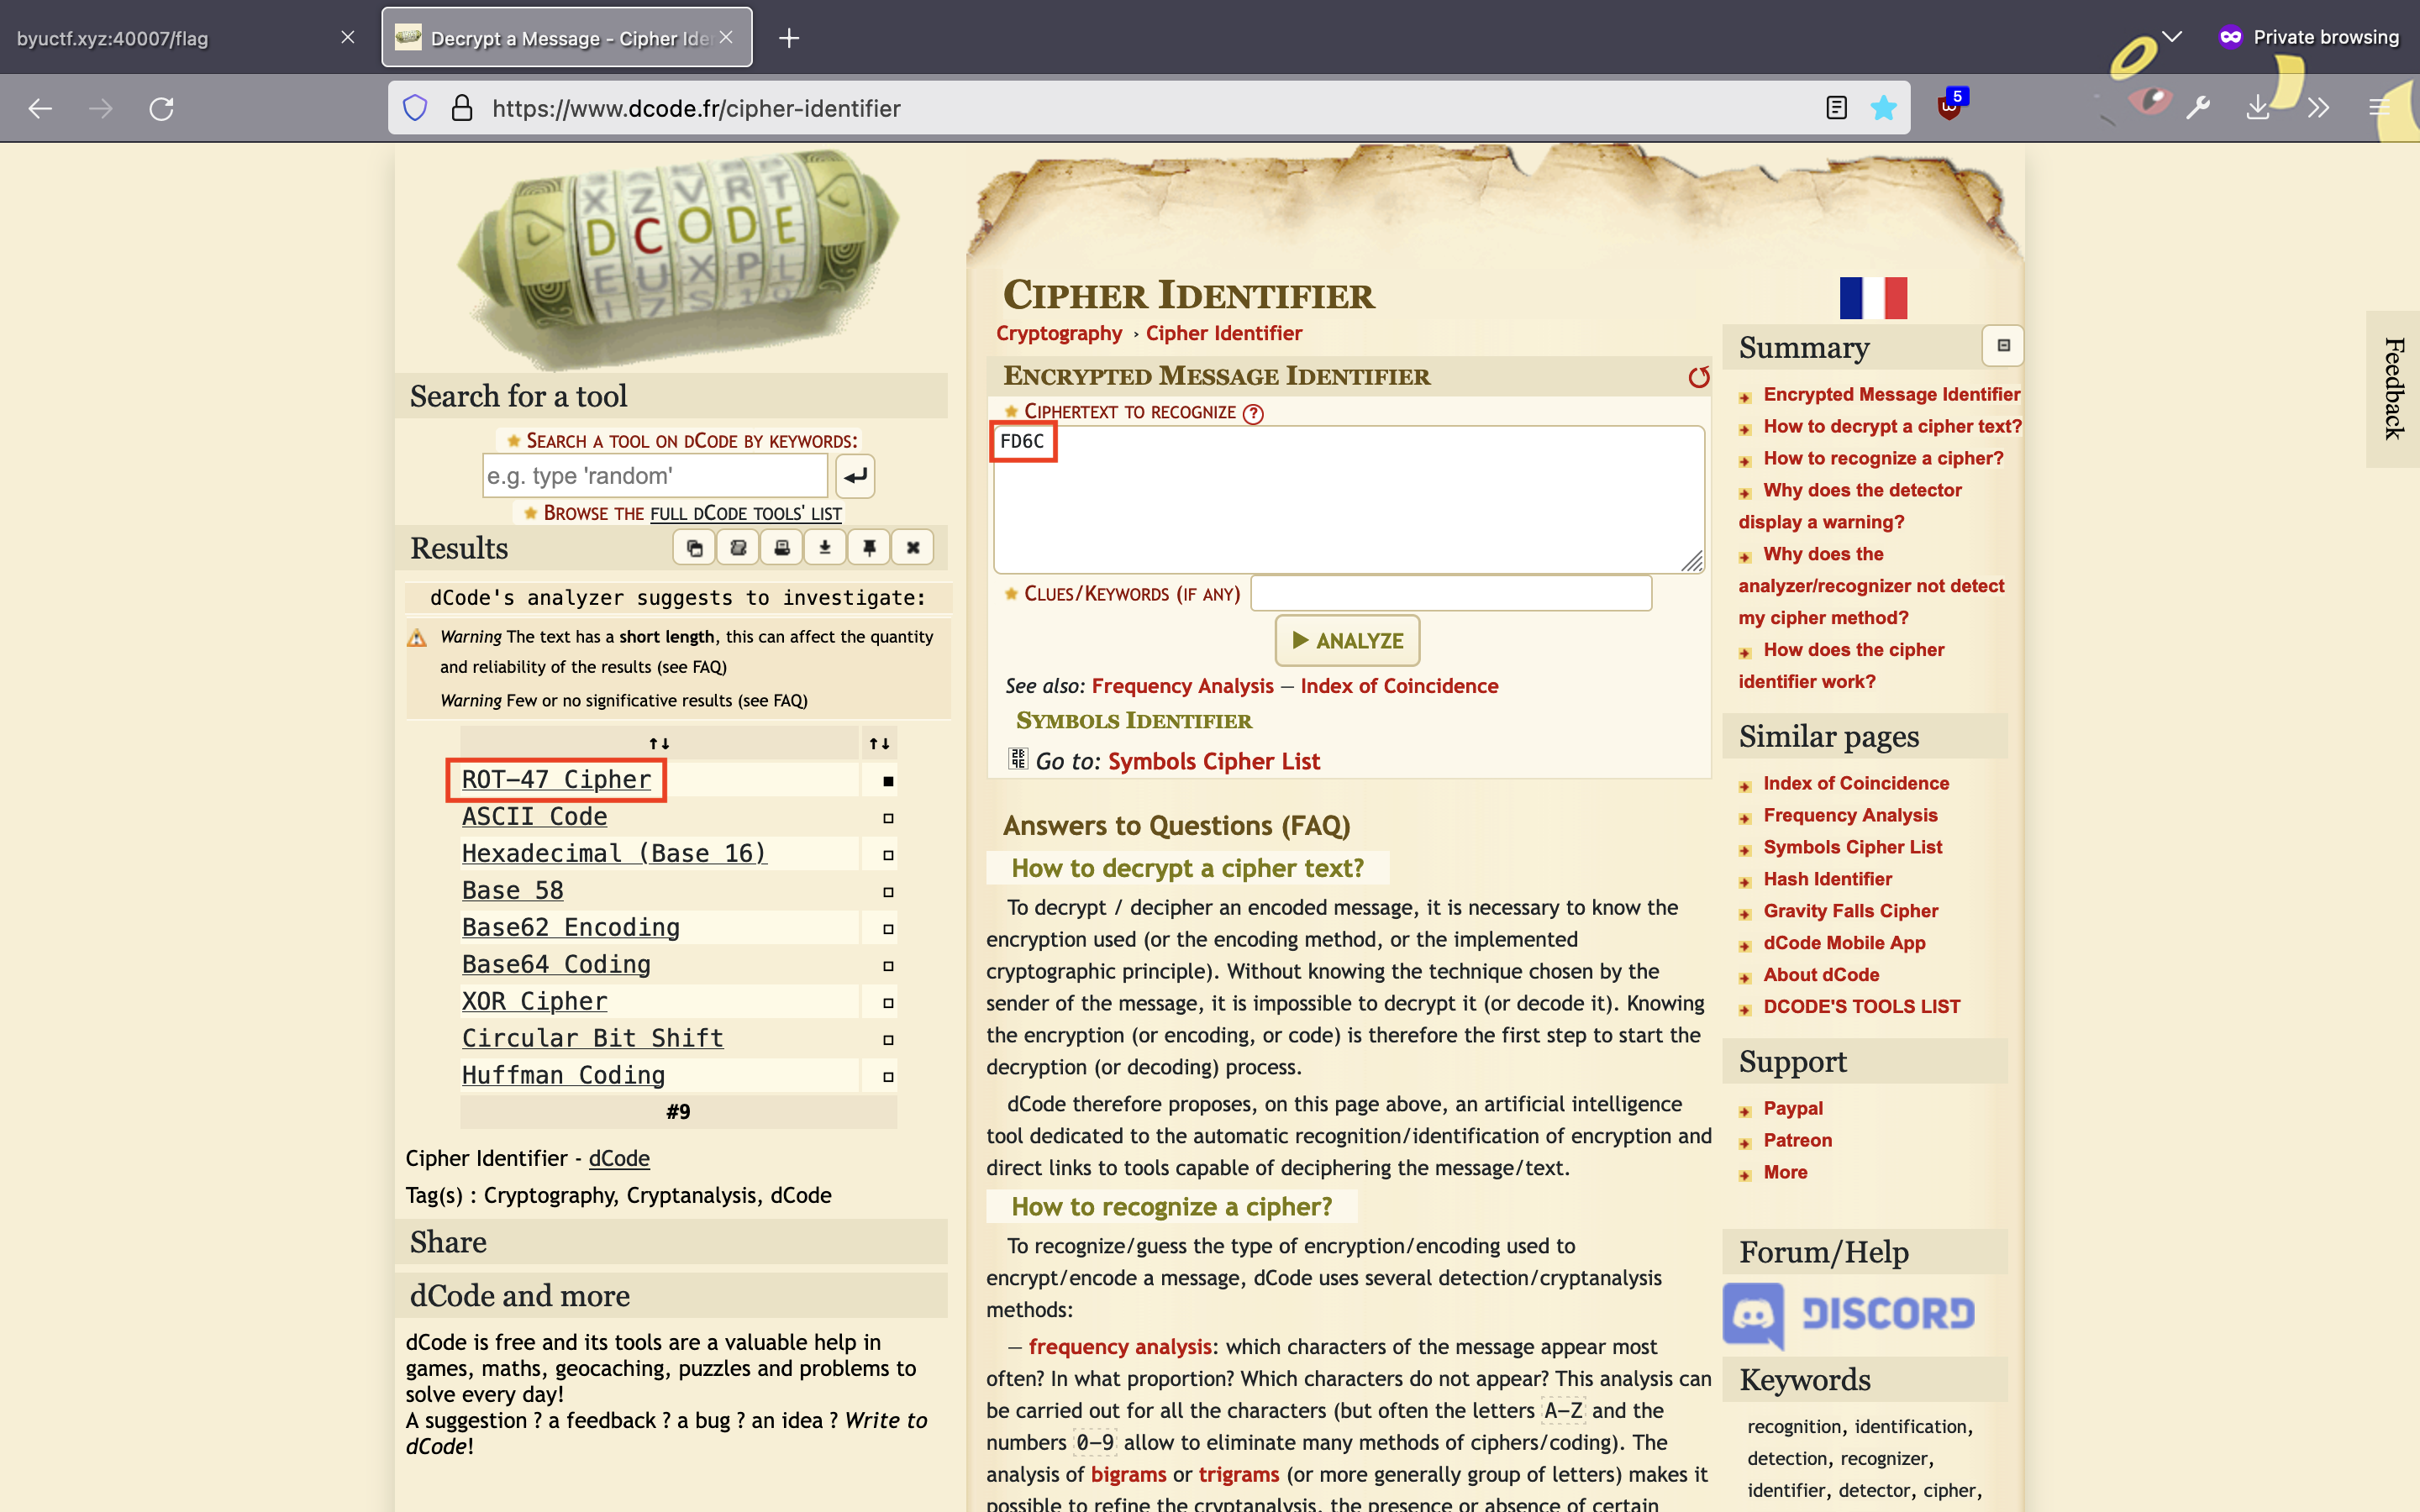 byuctf.xyz:40007/flag
Decrypt a Message - Cipher Ide
Private browsing
https://www.dcode.fr/cipher-identifier
5
X Z V R T
D C O D E
E U X P L
Search for a tool
SEARCH A TOOL ON DCODE BY KEYWORDS:
e.g. type 'random'
BROWSE THE FULL DCODE TOOLS' LIST
Results
dCode's analyzer suggests to investigate:
Warning The text has a short length, this can affect the quantity
and reliability of the results (see FAQ)
Warning Few or no significative results (see FAQ)
↑↓ ↑↓
ROT-47 Cipher ■
ASCII Code □
Hexadecimal (Base 16) □
Base 58 □
Base62 Encoding □
Base64 Coding □
XOR Cipher □
Circular Bit Shift □
Huffman Coding □
#9
Cipher Identifier - dCode
Tag(s) : Cryptography, Cryptanalysis, dCode
Share
dCode and more
dCode is free and its tools are a valuable help in
games, maths, geocaching, puzzles and problems to
solve every day!
A suggestion ? a feedback ? a bug ? an idea ? Write to
dCode!
CIPHER IDENTIFIER
Cryptography › Cipher Identifier
ENCRYPTED MESSAGE IDENTIFIER
CIPHERTEXT TO RECOGNIZE ?
FD6C
CLUES/KEYWORDS (IF ANY)
▶ ANALYZE
See also: Frequency Analysis — Index of Coincidence
SYMBOLS IDENTIFIER
Go to: Symbols Cipher List
Answers to Questions (FAQ)
How to decrypt a cipher text?
To decrypt / decipher an encoded message, it is necessary to know the
encryption used (or the encoding method, or the implemented
cryptographic principle). Without knowing the technique chosen by the
sender of the message, it is impossible to decrypt it (or decode it). Knowing
the encryption (or encoding, or code) is therefore the first step to start the
decryption (or decoding) process.
dCode therefore proposes, on this page above, an artificial intelligence
tool dedicated to the automatic recognition/identification of encryption and
direct links to tools capable of deciphering the message/text.
How to recognize a cipher?
To recognize/guess the type of encryption/encoding used to
encrypt/encode a message, dCode uses several detection/cryptanalysis
methods:
— frequency analysis: which characters of the message appear most
often? In what proportion? Which characters do not appear? This analysis can
be carried out for all the characters (but often the letters A-Z and the
numbers 0-9 allow to eliminate many methods of ciphers/coding). The
analysis of bigrams or trigrams (or more generally group of letters) makes it
possible to refine the cryptanalysis, the presence or absence of certain
Summary
Encrypted Message Identifier
How to decrypt a cipher text?
How to recognize a cipher?
Why does the detector
display a warning?
Why does the
analyzer/recognizer not detect
my cipher method?
How does the cipher
identifier work?
Similar pages
Index of Coincidence
Frequency Analysis
Symbols Cipher List
Hash Identifier
Gravity Falls Cipher
dCode Mobile App
About dCode
DCODE'S TOOLS LIST
Support
Paypal
Patreon
More
Forum/Help
DISCORD
Keywords
recognition, identification,
detection, recognizer,
identifier, detector, cipher,
Feedback